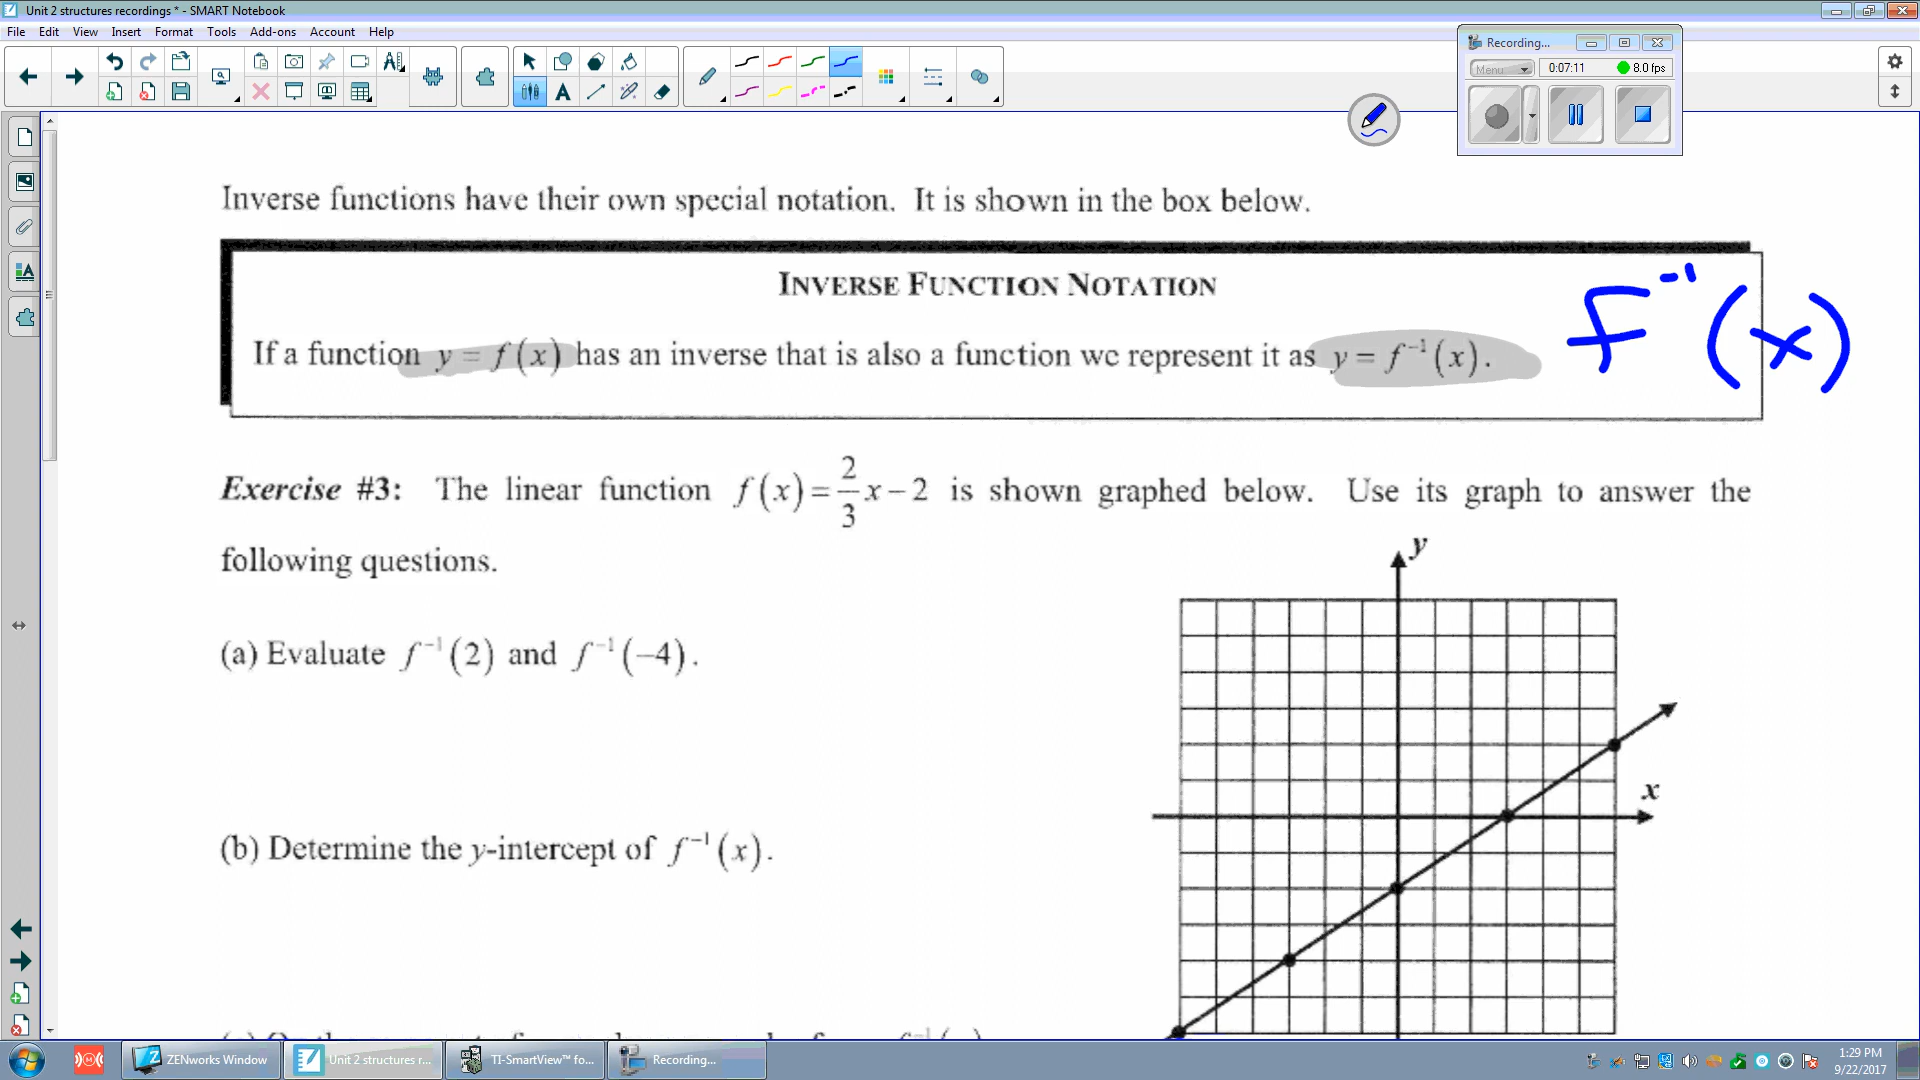 Unit 2 structures recordings * - SMART Notebook
File Edit View Insert Format Tools Add-ons Account Help
Recording...
Menu 0:07:11 8.0 fps
Inverse functions have their own special notation. It is shown in the box below.
INVERSE FUNCTION NOTATION
If a function y = f(x) has an inverse that is also a function we represent it as y = f⁻¹(x).
F⁻¹(x)
Exercise #3: The linear function f(x) = 2/3 x − 2 is shown graphed below. Use its graph to answer the
following questions.
y
(a) Evaluate f⁻¹(2) and f⁻¹(−4).
x
(b) Determine the y-intercept of f⁻¹(x).
ZENworks Window
Unit 2 structures r...
TI-SmartView™ fo...
Recording...
1:29 PM
9/22/2017